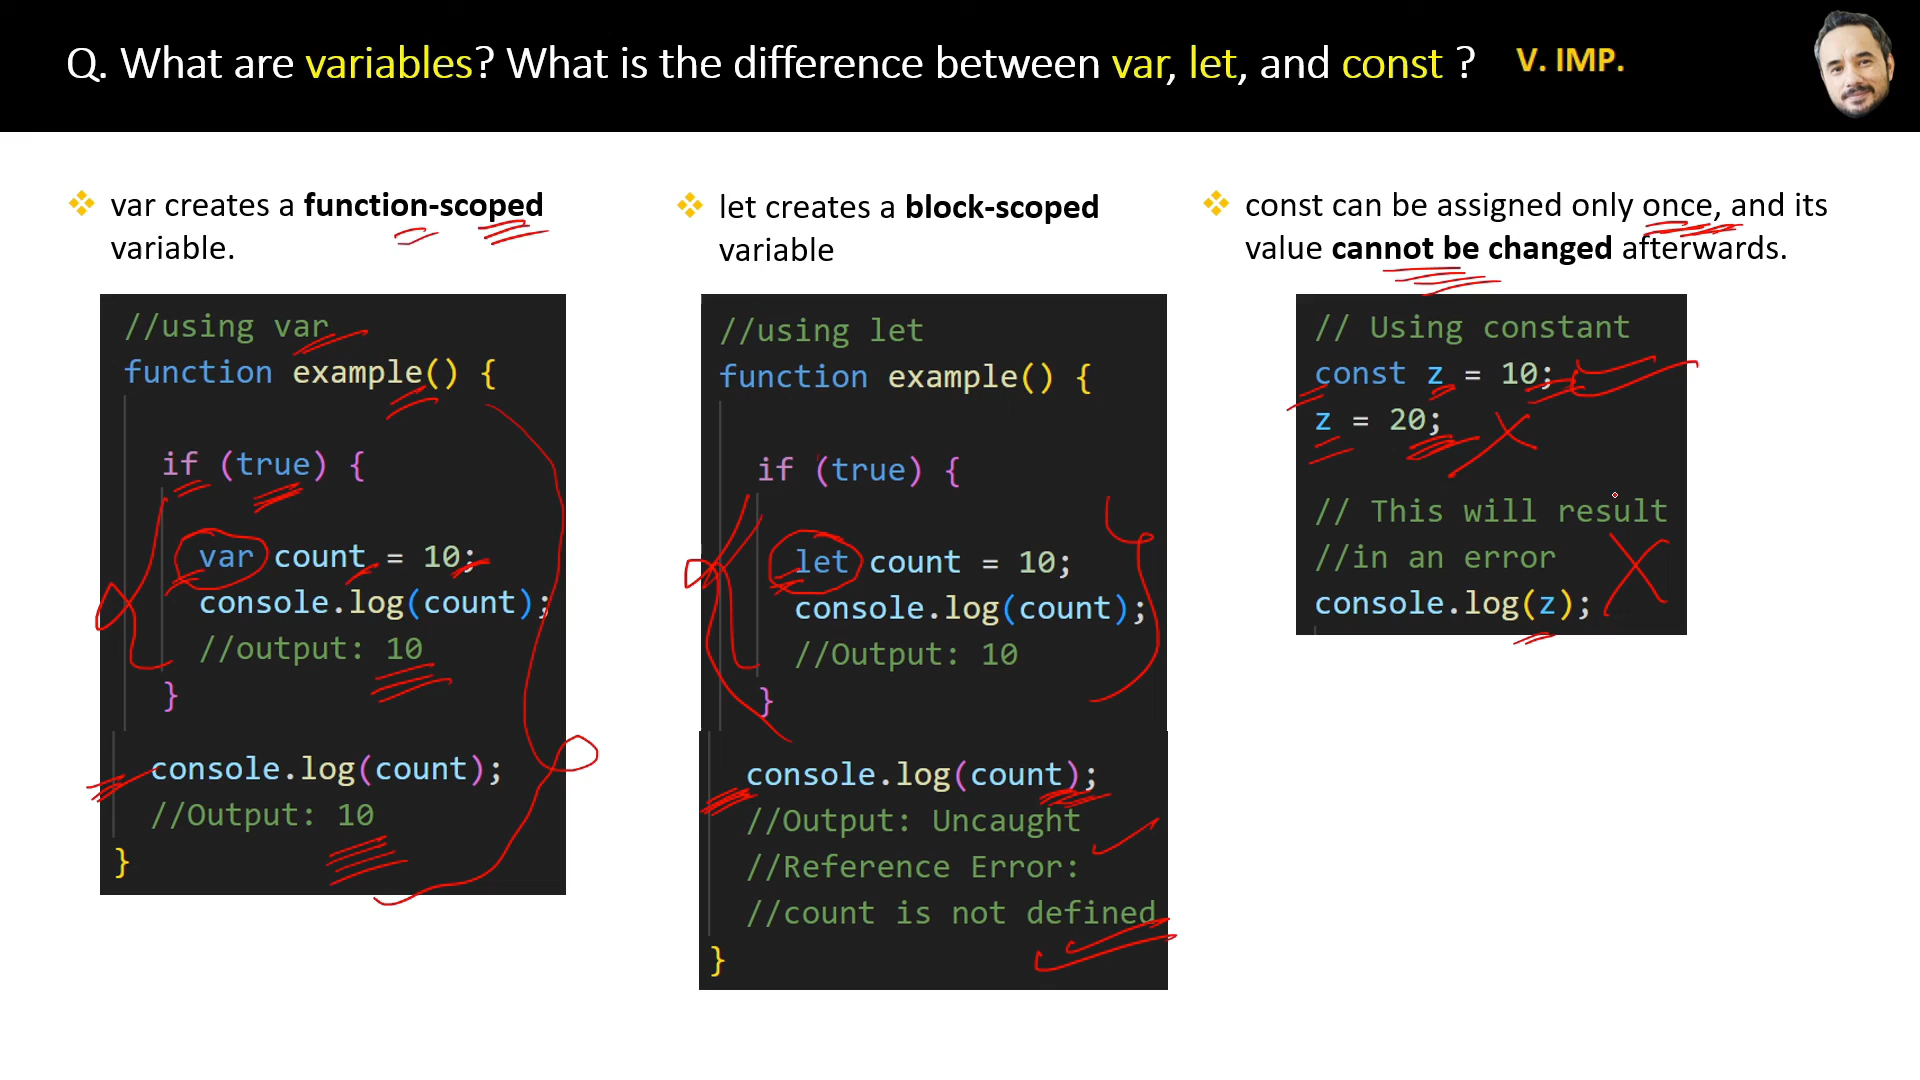 Q. What are variables? What is the difference between var, let, and const ? V. IMP.
var creates a function-scoped
variable.
//using var
function example() {
if (true) {
var count = 10;
console.log(count);
//output: 10
}
console.log(count);
//Output: 10
}
let creates a block-scoped
variable
//using let
function example() {
if (true) {
let count = 10;
console.log(count);
//Output: 10
}
console.log(count);
//Output: Uncaught
//Reference Error:
//count is not defined
}
const can be assigned only once, and its
value cannot be changed afterwards.
// Using constant
const z = 10;
z = 20;
// This will result
//in an error
console.log(z);